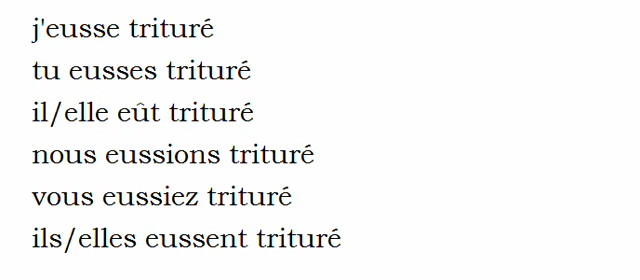 j'eusse trituré
tu eusses trituré
il/elle eût trituré
nous eussions trituré
vous eussiez trituré
ils/elles eussent trituré